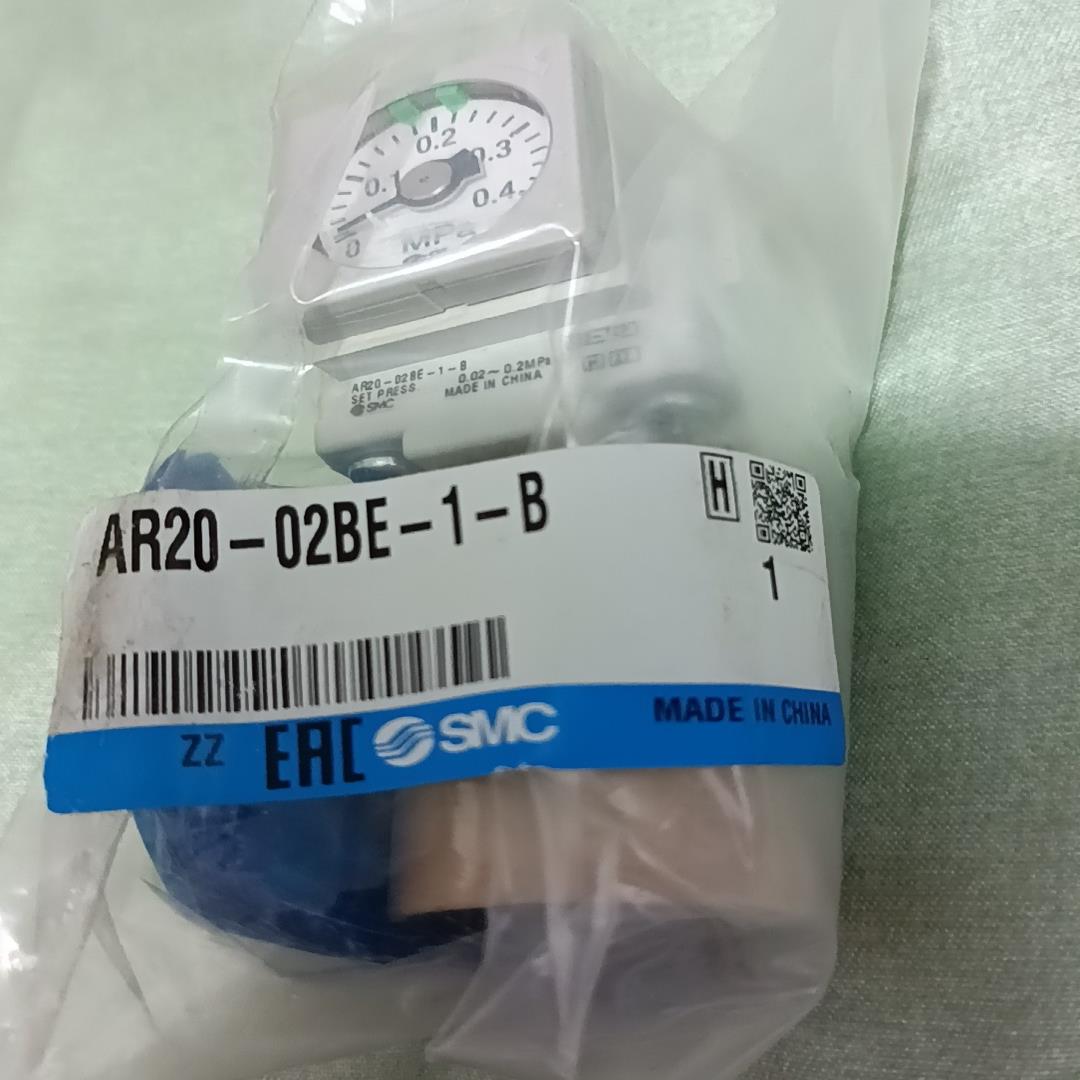 0.2
0.1 0.3
0.4
0
MPa
AR20-02BE-1-B
SET PRESS. 0.02~0.2MPa
SMC MADE IN CHINA
AR20-02BE-1-B
H
1
ZZ EAC SMC MADE IN CHINA